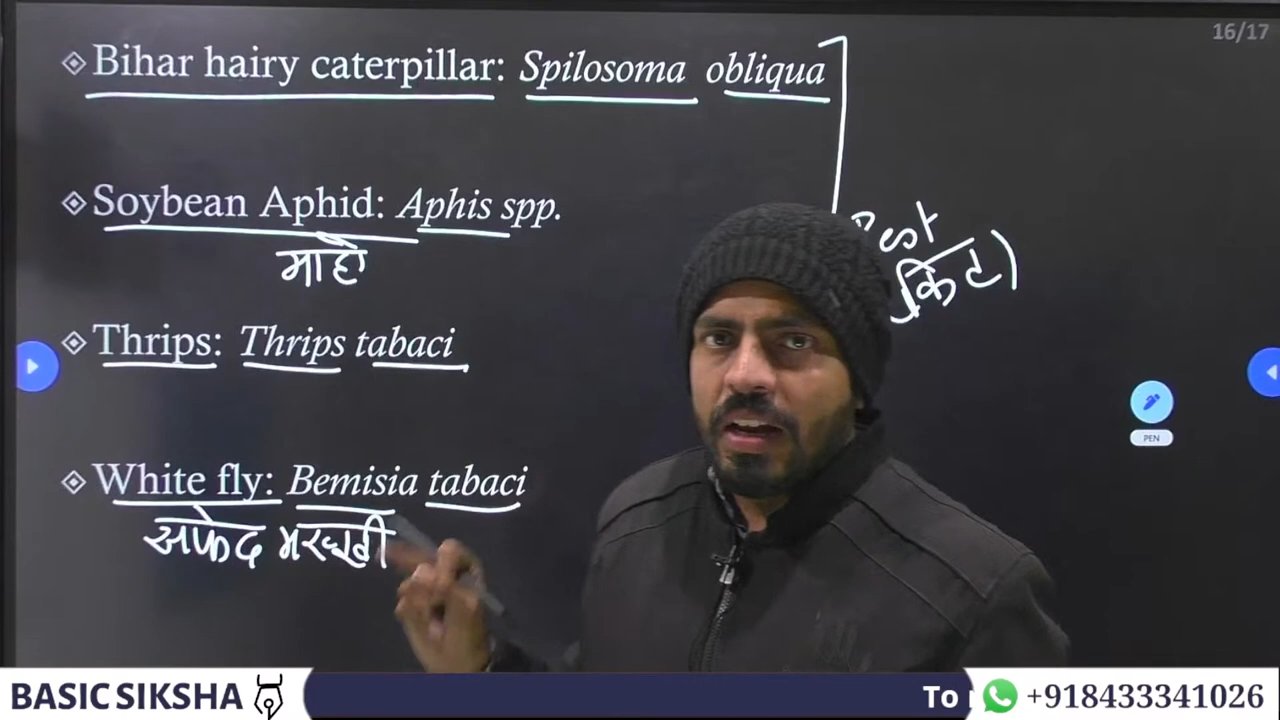 16/17
Bihar hairy caterpillar: Spilosoma obliqua
Soybean Aphid: Aphis spp.
माहो
किट)
Thrips: Thrips tabaci
PEN
White fly: Bemisia tabaci
सफेद मक्खी
BASIC SIKSHA
To
+918433341026